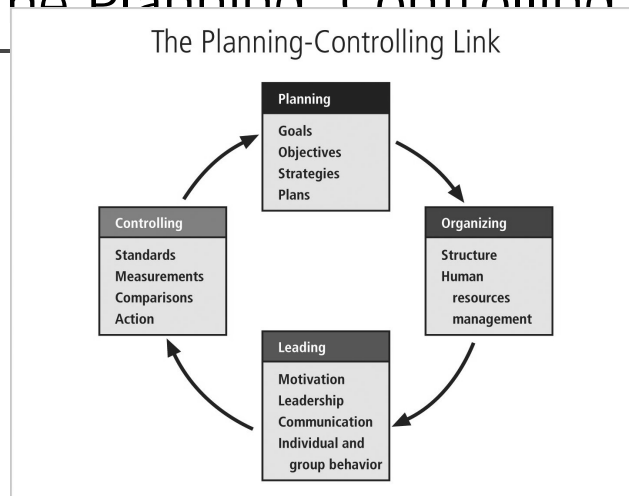 The Planning-Controlling Link
Planning
Goals
Objectives
Strategies
Plans
Controlling
Standards
Measurements
Comparisons
Action
Organizing
Structure
Human
resources
management
Leading
Motivation
Leadership
Communication
Individual and
group behavior